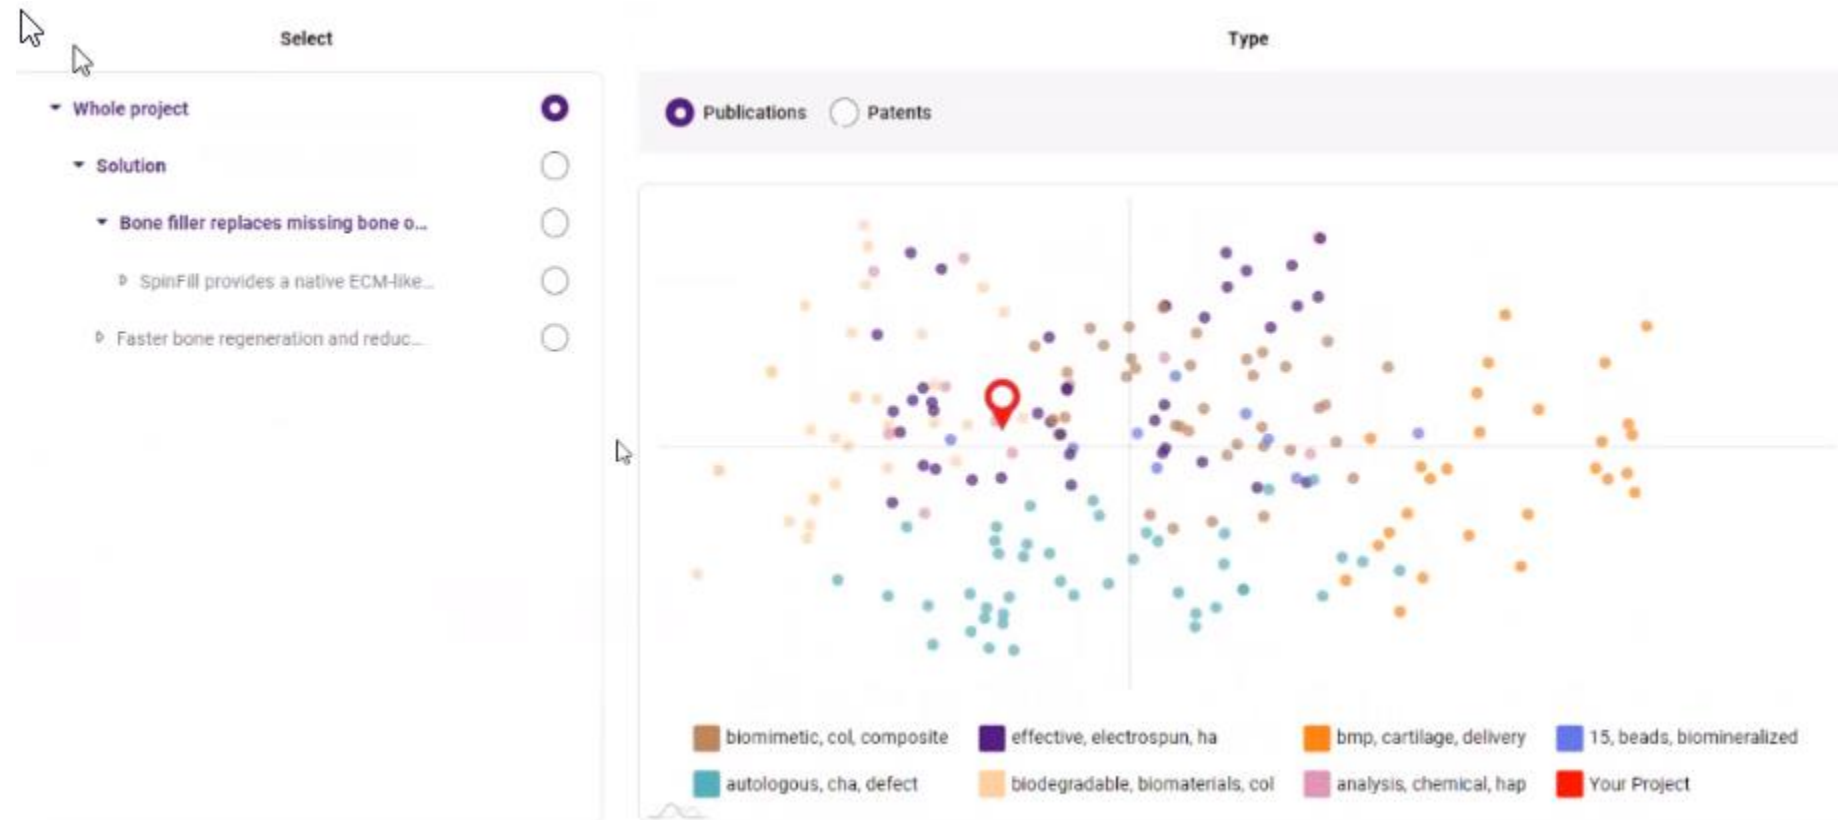 Select
Type
Whole project
Publications Patents
Solution
Bone filler replaces missing bone o...
SpinFill provides a native ECM-like...
Faster bone regeneration and reduc...
biomimetic, col, composite
effective, electrospun, ha
bmp, cartilage, delivery
15, beads, biomineralized
autologous, cha, defect
biodegradable, biomaterials, col
analysis, chemical, hap
Your Project